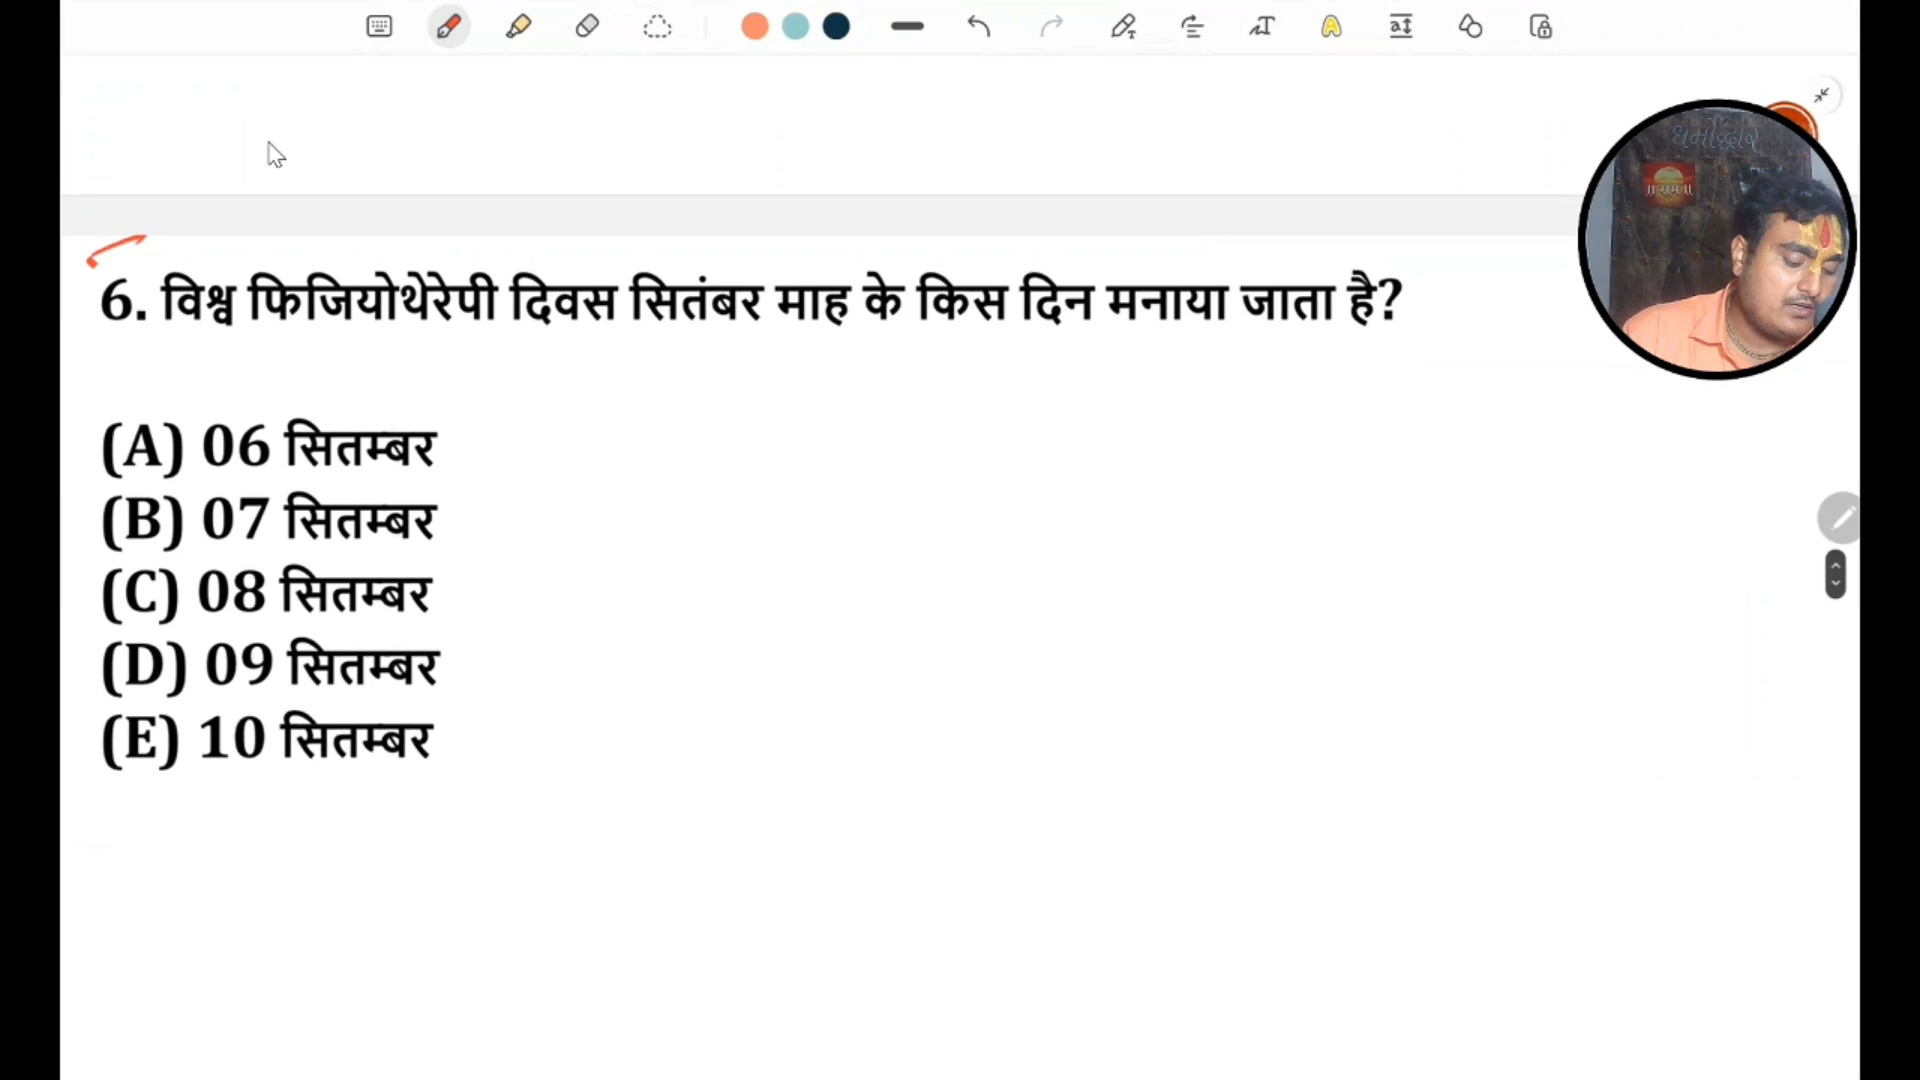 6. विश्व फिजियोथेरेपी दिवस सितंबर माह के किस दिन मनाया जाता है?
(A) 06 सितम्बर
(B) 07 सितम्बर
(C) 08 सितम्बर
(D) 09 सितम्बर
(E) 10 सितम्बर